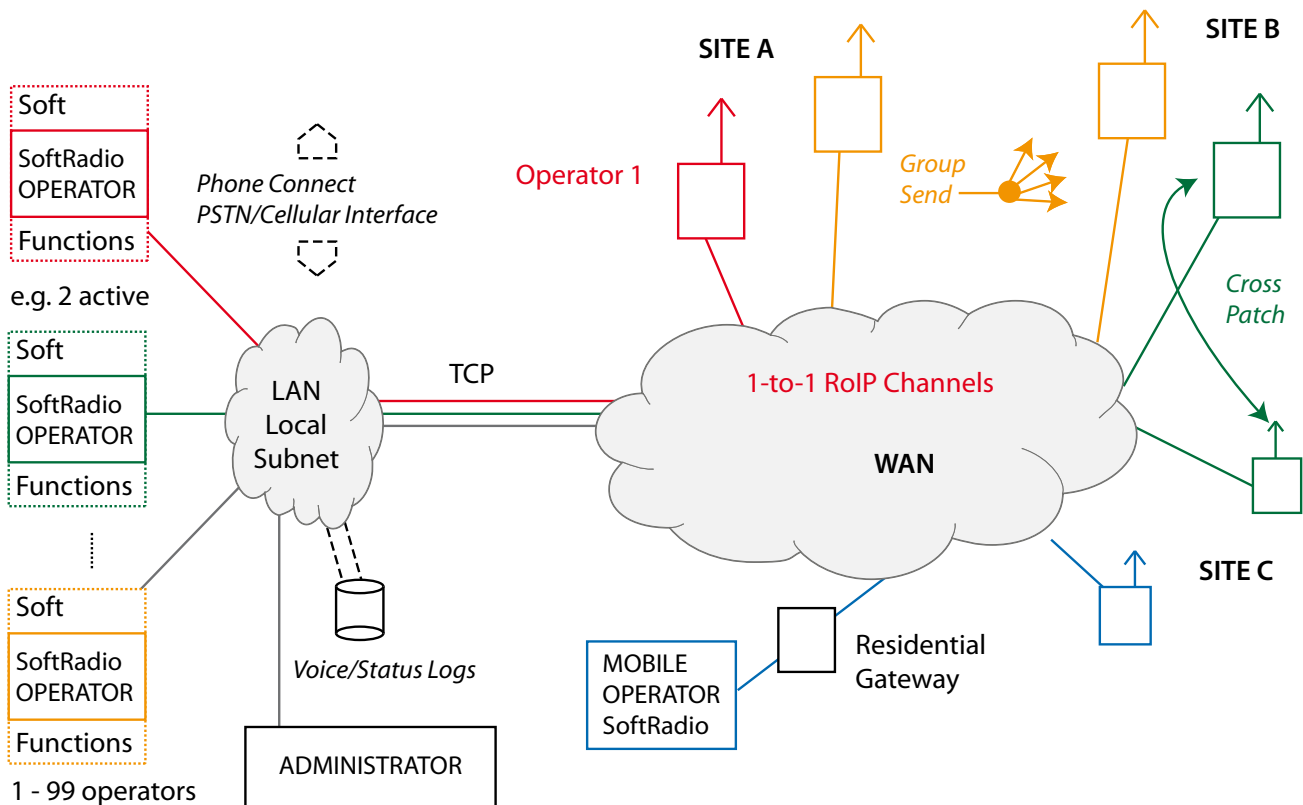 Soft
SoftRadio
OPERATOR
Functions
e.g. 2 active
Soft
SoftRadio
OPERATOR
Functions
Soft
SoftRadio
OPERATOR
Functions
1 - 99 operators
Phone Connect
PSTN/Cellular Interface
LAN
Local
Subnet
TCP
Voice/Status Logs
ADMINISTRATOR
SITE A
Operator 1
Group
Send
SITE B
Cross
Patch
1-to-1 RoIP Channels
WAN
SITE C
Residential
Gateway
MOBILE
OPERATOR
SoftRadio